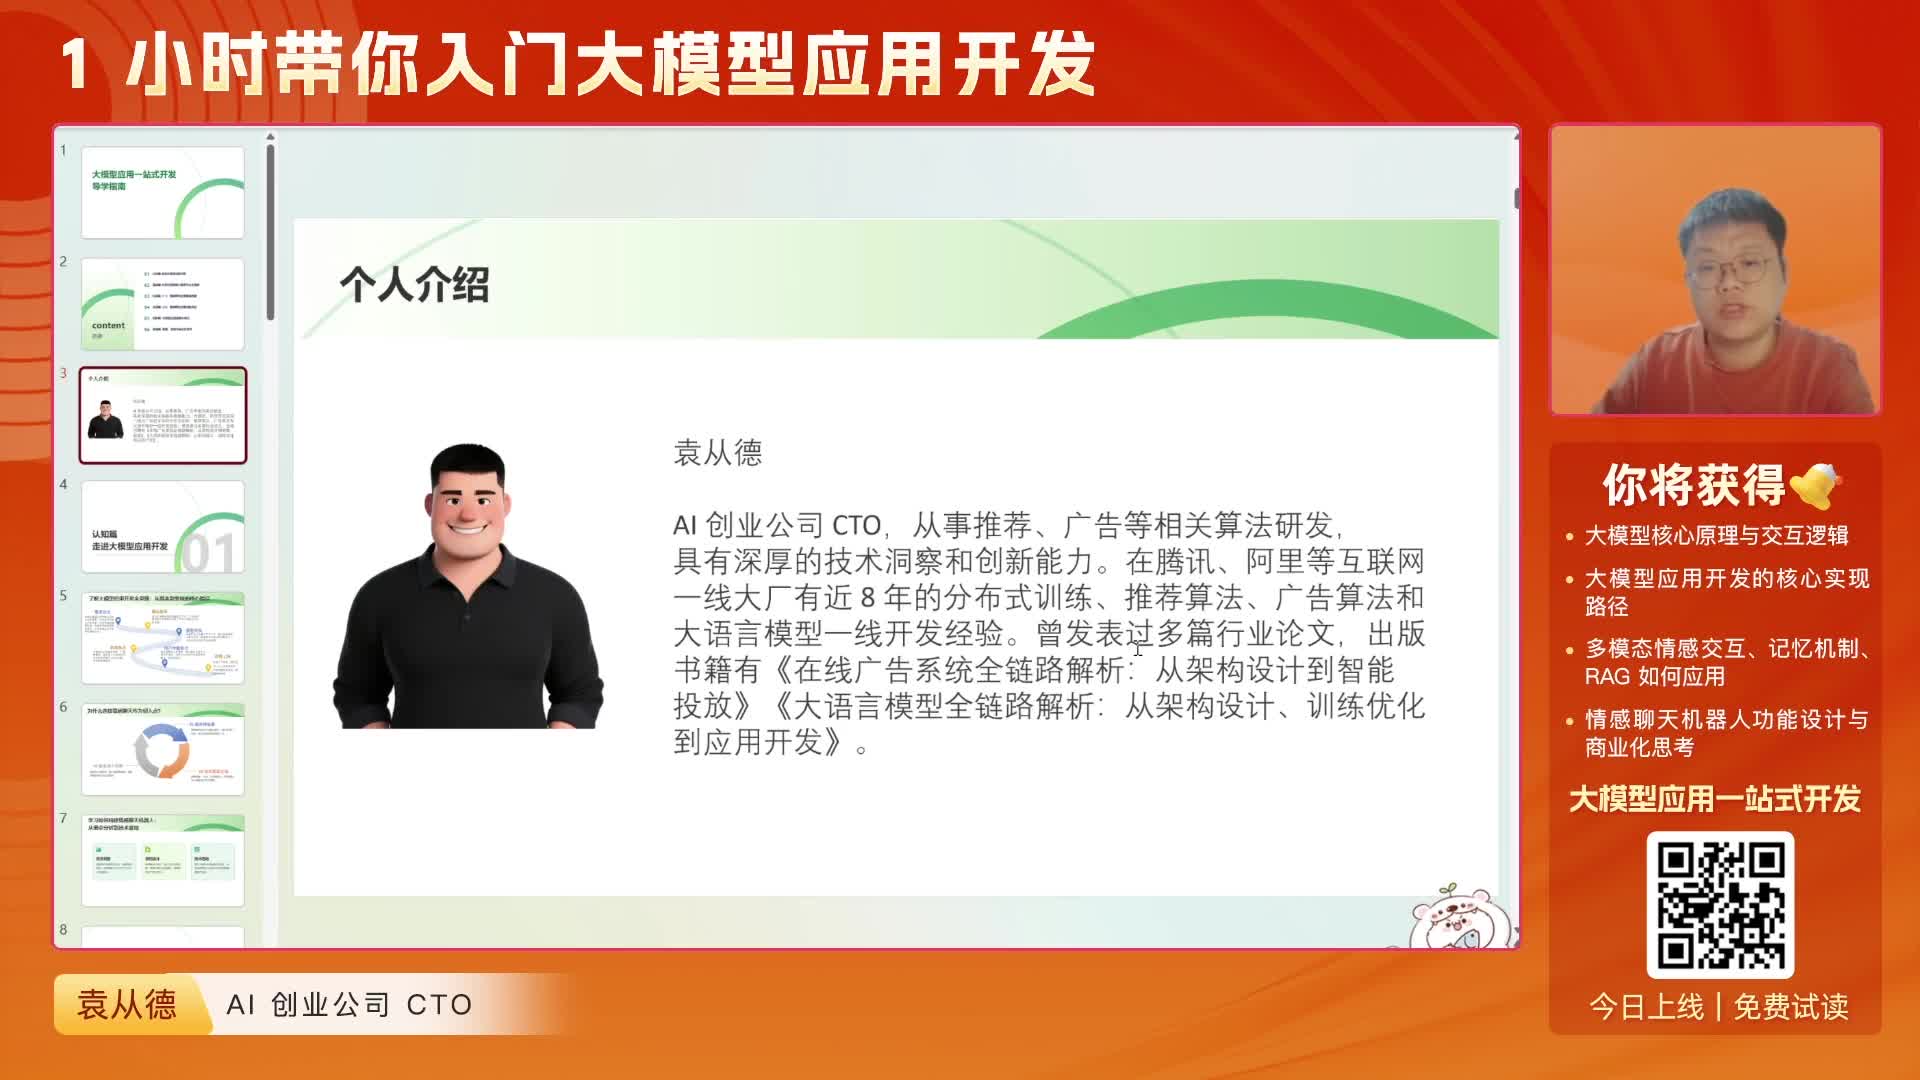 1 小时带你入门大模型应用开发
1
大模型应用一站式开发
导学指南
2
content
3
个人介绍
4
认知篇
走进大模型应用开发
01
5
6
7
8
个人介绍
袁从德
AI 创业公司 CTO，从事推荐、广告等相关算法研发，
具有深厚的技术洞察和创新能力。在腾讯、阿里等互联网
一线大厂有近 8 年的分布式训练、推荐算法、广告算法和
大语言模型一线开发经验。曾发表过多篇行业论文，出版
书籍有《在线广告系统全链路解析：从架构设计到智能
投放》《大语言模型全链路解析：从架构设计、训练优化
到应用开发》。
你将获得
• 大模型核心原理与交互逻辑
• 大模型应用开发的核心实现
路径
• 多模态情感交互、记忆机制、
RAG 如何应用
• 情感聊天机器人功能设计与
商业化思考
大模型应用一站式开发
今日上线 | 免费试读
袁从德
AI 创业公司 CTO